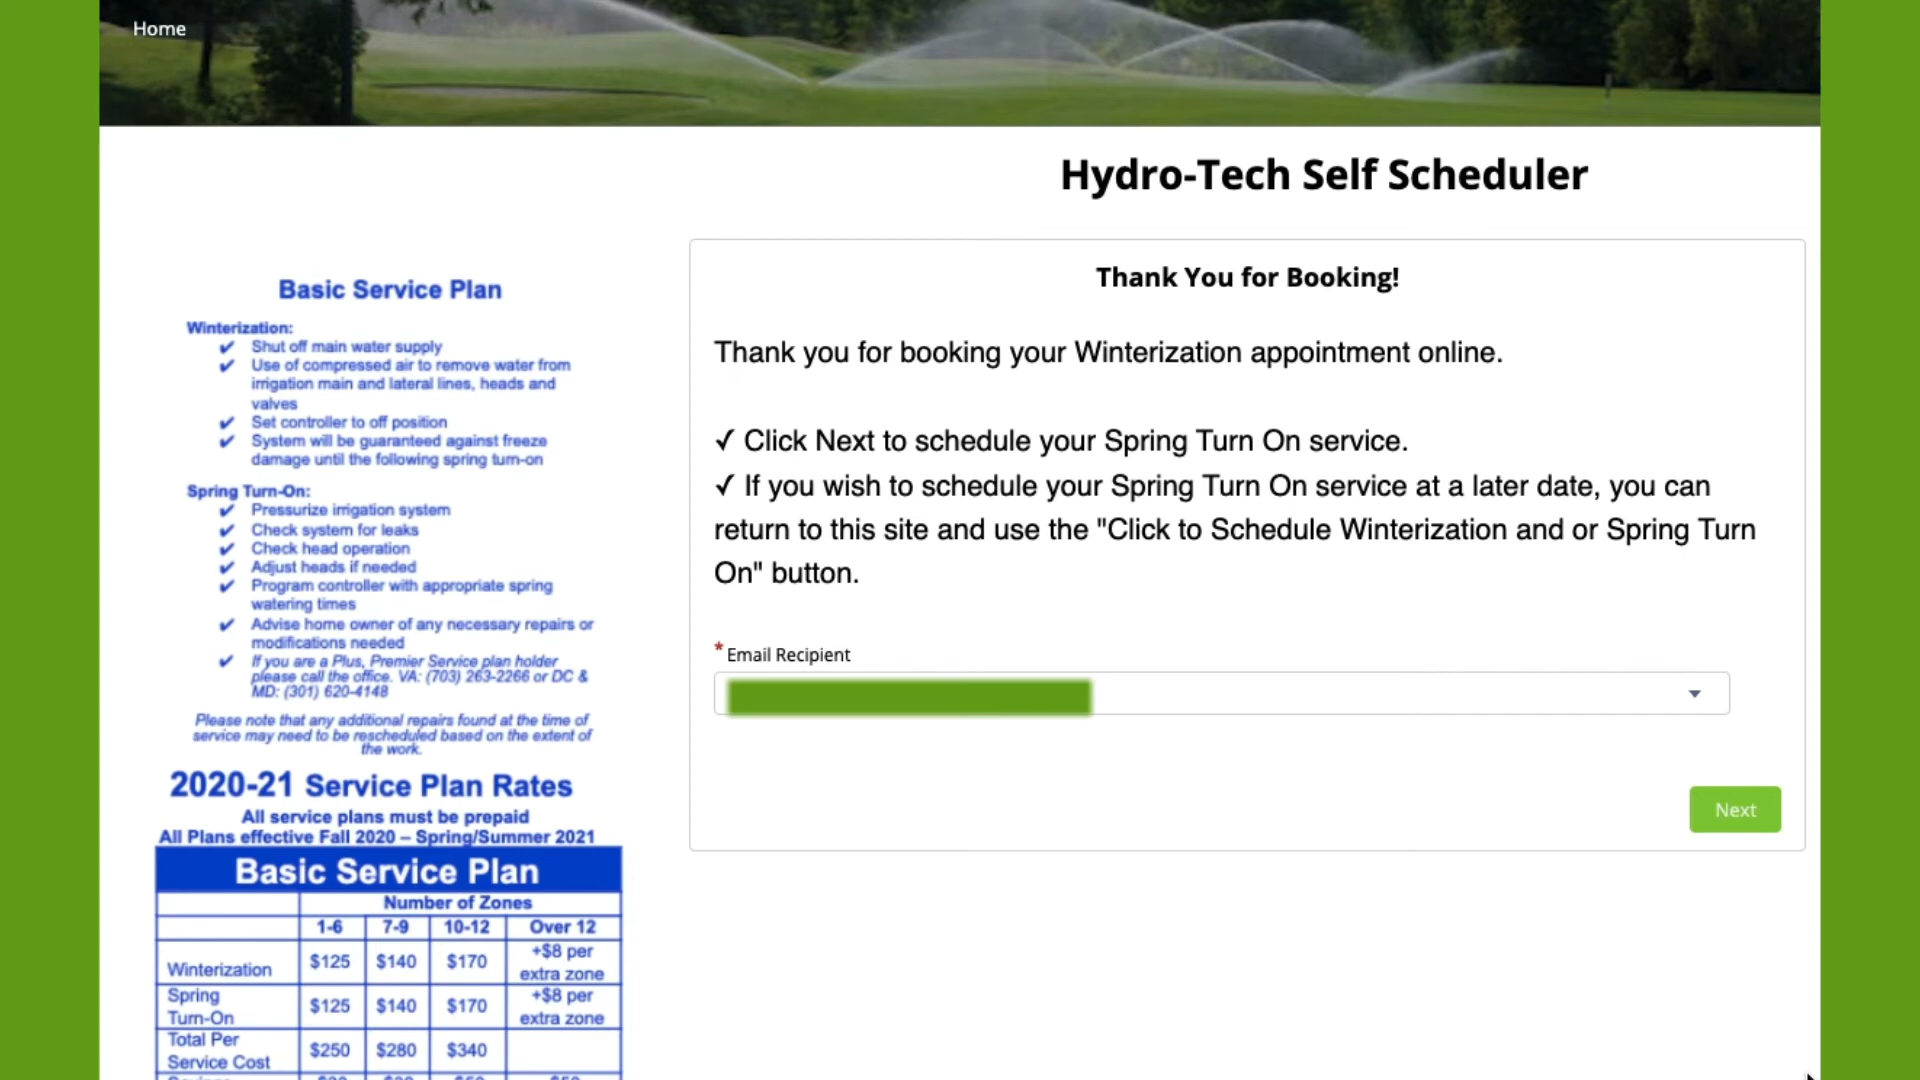 Home
Hydro-Tech Self Scheduler
Basic Service Plan
Winterization:
✔ Shut off main water supply
✔ Use of compressed air to remove water from
irrigation main and lateral lines, heads and
valves
✔ Set controller to off position
✔ System will be guaranteed against freeze
damage until the following spring turn-on
Spring Turn-On:
✔ Pressurize irrigation system
✔ Check system for leaks
✔ Check head operation
✔ Adjust heads if needed
✔ Program controller with appropriate spring
watering times
✔ Advise home owner of any necessary repairs or
modifications needed
✔ If you are a Plus, Premier Service plan holder
please call the office. VA: (703) 263-2266 or DC &
MD: (301) 620-4148
Please note that any additional repairs found at the time of
service may need to be rescheduled based on the extent of
the work.
2020-21 Service Plan Rates
All service plans must be prepaid
All Plans effective Fall 2020 – Spring/Summer 2021
Basic Service Plan
Number of Zones
1-6 7-9 10-12 Over 12
Winterization $125 $140 $170 +$8 per extra zone
Spring Turn-On $125 $140 $170 +$8 per extra zone
Total Per Service Cost $250 $280 $340
Thank You for Booking!
Thank you for booking your Winterization appointment online.
✓ Click Next to schedule your Spring Turn On service.
✓ If you wish to schedule your Spring Turn On service at a later date, you can
return to this site and use the "Click to Schedule Winterization and or Spring Turn
On" button.
* Email Recipient
Next